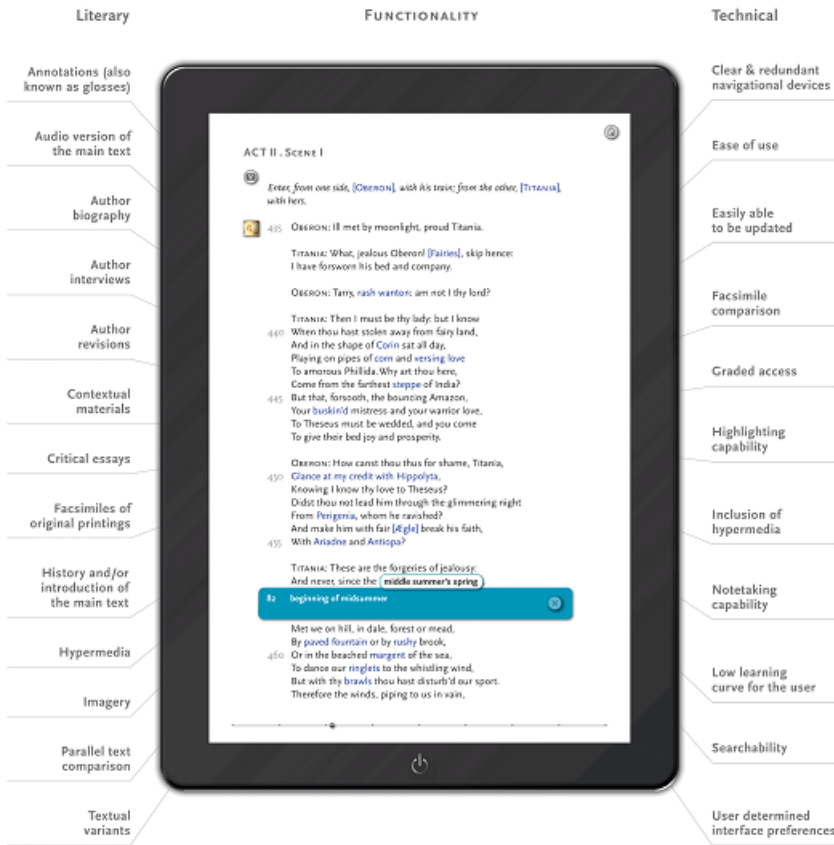 Literary
FUNCTIONALITY
Technical
Annotations (also
known as glosses)
Audio version of
the main text
Author
biography
Author
interviews
Author
revisions
Contextual
materials
Critical essays
Facsimiles of
original printings
History and/or
introduction of
the main text
Hypermedia
Imagery
Parallel text
comparison
Textual
variants
ACT II . SCENE I
Enter, from one side, [OBERON], with his train; from the other, [TITANIA],
with hers.
435 OBERON: Ill met by moonlight, proud Titania.
TITANIA: What, jealous Oberon! [Fairies], skip hence:
I have forsworn his bed and company.
OBERON: Tarry, rash wanton: am not I thy lord?
TITANIA: Then I must be thy lady: but I know
440 When thou hast stolen away from fairy land,
And in the shape of Corin sat all day,
Playing on pipes of corn and versing love
To amorous Phillida. Why art thou here,
Come from the farthest steppe of India?
445 But that, forsooth, the bouncing Amazon,
Your buskin'd mistress and your warrior love,
To Theseus must be wedded, and you come
To give their bed joy and prosperity.
OBERON: How canst thou thus for shame, Titania,
450 Glance at my credit with Hippolyta,
Knowing I know thy love to Theseus?
Didst thou not lead him through the glimmering night
From Perigenia, whom he ravished?
And make him with fair [Ægle] break his faith,
455 With Ariadne and Antiopa?
TITANIA: These are the forgeries of jealousy:
And never, since the middle summer's spring
82 beginning of midsummer
Met we on hill, in dale, forest or mead,
By paved fountain or by rushy brook,
460 Or in the beached margent of the sea,
To dance our ringlets to the whistling wind,
But with thy brawls thou hast disturb'd our sport.
Therefore the winds, piping to us in vain,
Clear & redundant
navigational devices
Ease of use
Easily able
to be updated
Facsimile
comparison
Graded access
Highlighting
capability
Inclusion of
hypermedia
Notetaking
capability
Low learning
curve for the user
Searchability
User determined
interface preferences